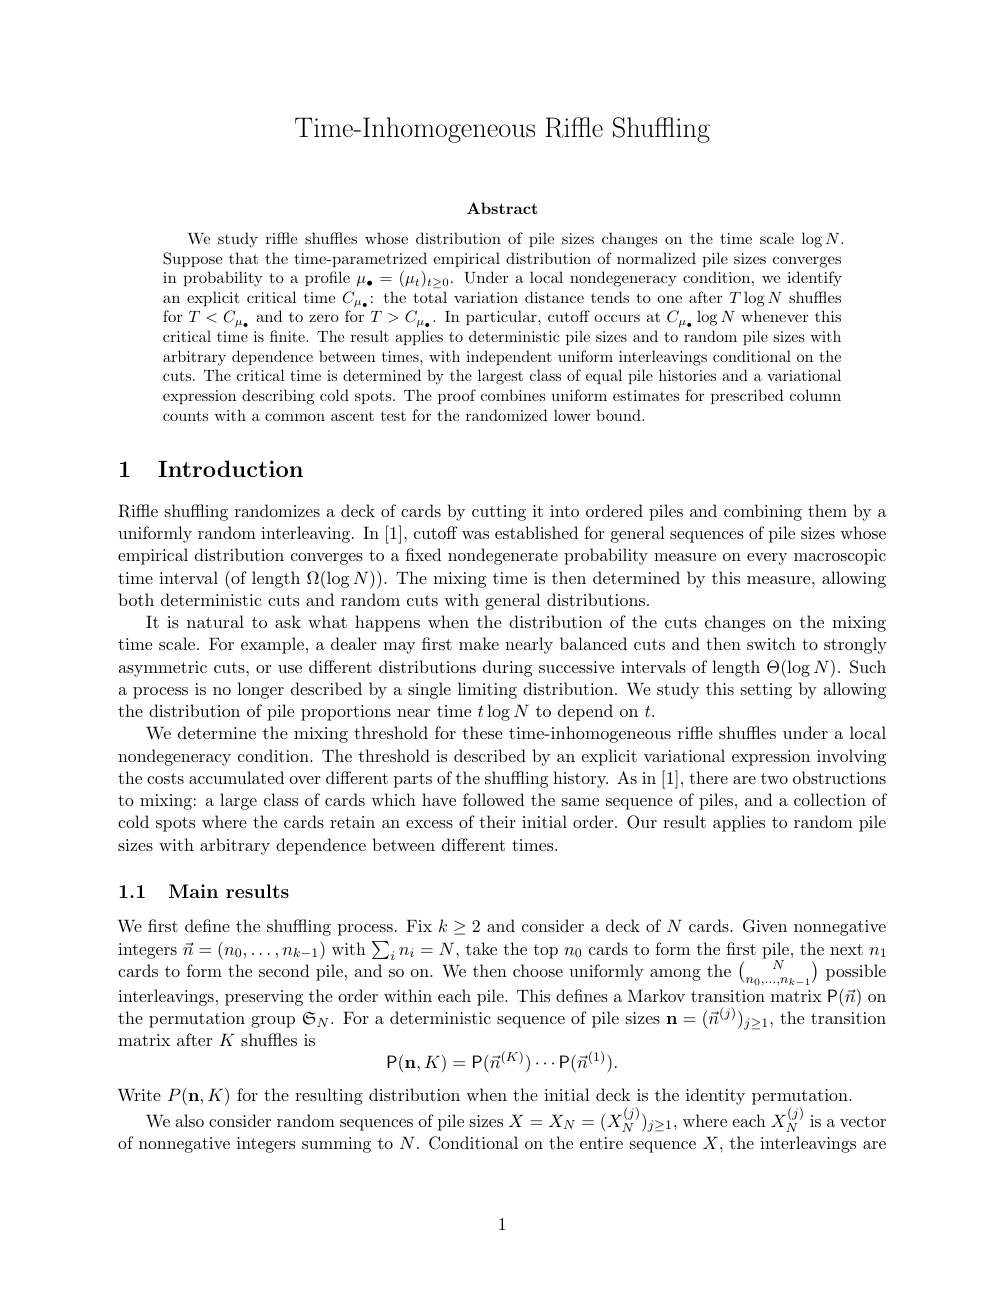 Time-Inhomogeneous Riffle Shuffling
Abstract
We study riffle shuffles whose distribution of pile sizes changes on the time scale log N.
Suppose that the time-parametrized empirical distribution of normalized pile sizes converges
in probability to a profile μ• = (μt)t≥0. Under a local nondegeneracy condition, we identify
an explicit critical time Cμ•: the total variation distance tends to one after T log N shuffles
for T < Cμ• and to zero for T > Cμ•. In particular, cutoff occurs at Cμ• log N whenever this
critical time is finite. The result applies to deterministic pile sizes and to random pile sizes with
arbitrary dependence between times, with independent uniform interleavings conditional on the
cuts. The critical time is determined by the largest class of equal pile histories and a variational
expression describing cold spots. The proof combines uniform estimates for prescribed column
counts with a common ascent test for the randomized lower bound.
1 Introduction
Riffle shuffling randomizes a deck of cards by cutting it into ordered piles and combining them by a
uniformly random interleaving. In [1], cutoff was established for general sequences of pile sizes whose
empirical distribution converges to a fixed nondegenerate probability measure on every macroscopic
time interval (of length Ω(log N)). The mixing time is then determined by this measure, allowing
both deterministic cuts and random cuts with general distributions.
It is natural to ask what happens when the distribution of the cuts changes on the mixing
time scale. For example, a dealer may first make nearly balanced cuts and then switch to strongly
asymmetric cuts, or use different distributions during successive intervals of length Θ(log N). Such
a process is no longer described by a single limiting distribution. We study this setting by allowing
the distribution of pile proportions near time t log N to depend on t.
We determine the mixing threshold for these time-inhomogeneous riffle shuffles under a local
nondegeneracy condition. The threshold is described by an explicit variational expression involving
the costs accumulated over different parts of the shuffling history. As in [1], there are two obstructions
to mixing: a large class of cards which have followed the same sequence of piles, and a collection of
cold spots where the cards retain an excess of their initial order. Our result applies to random pile
sizes with arbitrary dependence between different times.
1.1 Main results
We first define the shuffling process. Fix k ≥ 2 and consider a deck of N cards. Given nonnegative
integers n⃗ = (n0, . . . , nk−1) with ∑i ni = N, take the top n0 cards to form the first pile, the next n1
cards to form the second pile, and so on. We then choose uniformly among the (N n0,...,nk−1) possible
interleavings, preserving the order within each pile. This defines a Markov transition matrix P(n⃗) on
the permutation group 𝔖N. For a deterministic sequence of pile sizes n = (n⃗(j))j≥1, the transition
matrix after K shuffles is
P(n, K) = P(n⃗(K)) · · · P(n⃗(1)).
Write P(n, K) for the resulting distribution when the initial deck is the identity permutation.
We also consider random sequences of pile sizes X = XN = (XN(j))j≥1, where each XN(j) is a vector
of nonnegative integers summing to N. Conditional on the entire sequence X, the interleavings are
1